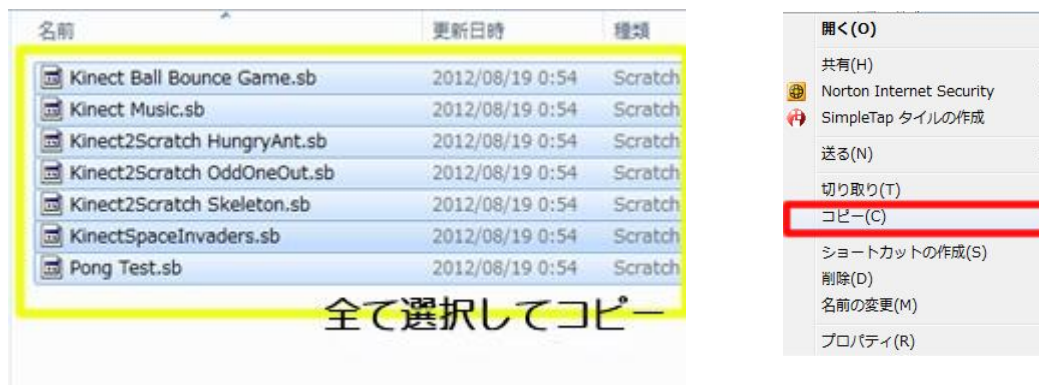 名前 更新日時 種類
Kinect Ball Bounce Game.sb 2012/08/19 0:54 Scratch
Kinect Music.sb 2012/08/19 0:54 Scratch
Kinect2Scratch HungryAnt.sb 2012/08/19 0:54 Scratch
Kinect2Scratch OddOneOut.sb 2012/08/19 0:54 Scratch
Kinect2Scratch Skeleton.sb 2012/08/19 0:54 Scratch
KinectSpaceInvaders.sb 2012/08/19 0:54 Scratch
Pong Test.sb 2012/08/19 0:54 Scratch
全て選択してコピー
開く(O)
共有(H)
Norton Internet Security
SimpleTap タイルの作成
送る(N)
切り取り(T)
コピー(C)
ショートカットの作成(S)
削除(D)
名前の変更(M)
プロパティ(R)